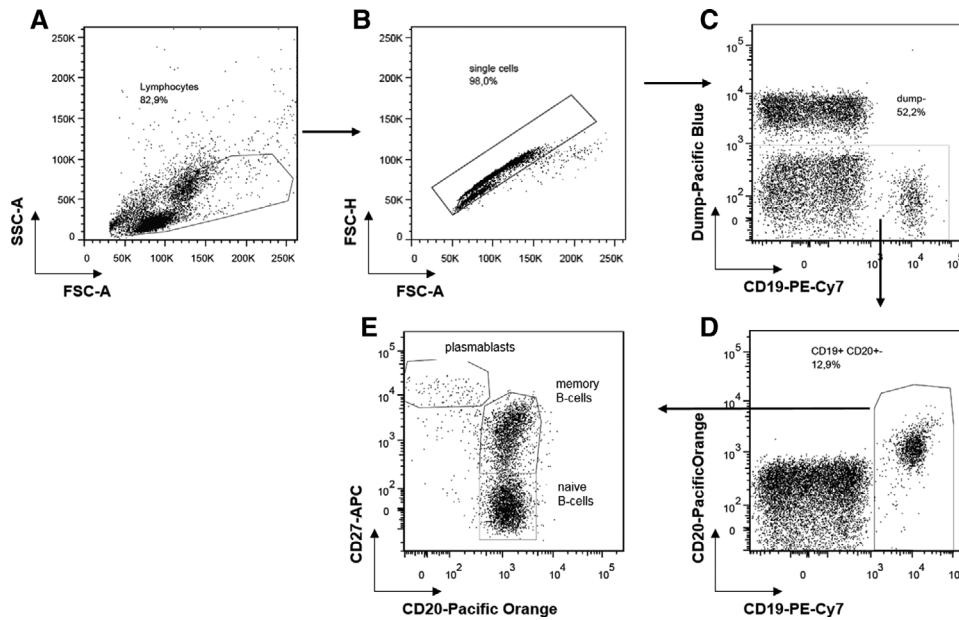 A
250K
200K
150K
100K
50K
0
Lymphocytes
82,9%
SSC-A
0
50K
100K
150K
200K
250K
FSC-A
B
250K
200K
150K
100K
50K
0
single cells
98,0%
FSC-H
0
50K
100K
150K
200K
250K
FSC-A
C
10^5
10^4
10^3
10^2
0
dump-
52,2%
Dump-Pacific Blue
0
10^3
10^4
10^5
CD19-PE-Cy7
E
10^5
10^4
10^3
10^2
0
plasmablasts
memory
B-cells
naive
B-cells
CD27-APC
0
10^2
10^3
10^4
10^5
CD20-Pacific Orange
D
10^5
10^4
10^3
10^2
0
CD19+ CD20+-
12,9%
CD20-PacificOrange
0
10^3
10^4
10^5
CD19-PE-Cy7